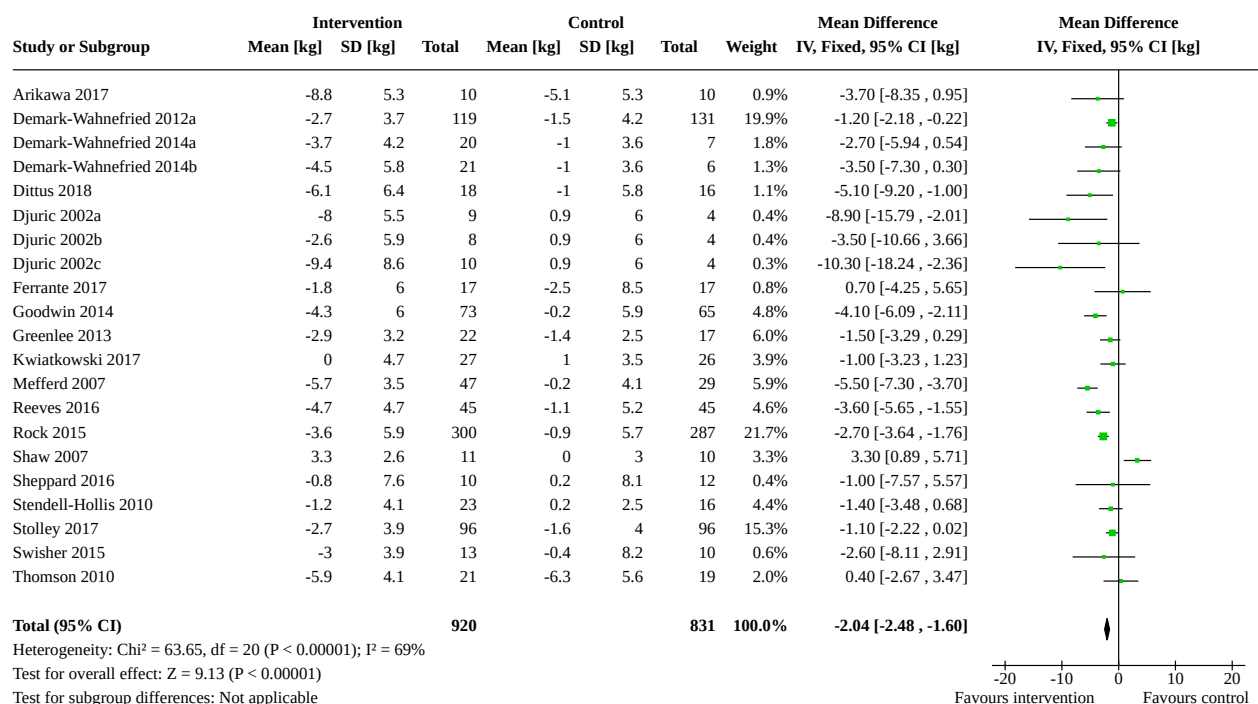 Intervention Control Mean Difference Mean Difference
Study or Subgroup Mean [kg] SD [kg] Total Mean [kg] SD [kg] Total Weight IV, Fixed, 95% CI [kg] IV, Fixed, 95% CI [kg]
Arikawa 2017 -8.8 5.3 10 -5.1 5.3 10 0.9% -3.70 [-8.35 , 0.95]
Demark-Wahnefried 2012a -2.7 3.7 119 -1.5 4.2 131 19.9% -1.20 [-2.18 , -0.22]
Demark-Wahnefried 2014a -3.7 4.2 20 -1 3.6 7 1.8% -2.70 [-5.94 , 0.54]
Demark-Wahnefried 2014b -4.5 5.8 21 -1 3.6 6 1.3% -3.50 [-7.30 , 0.30]
Dittus 2018 -6.1 6.4 18 -1 5.8 16 1.1% -5.10 [-9.20 , -1.00]
Djuric 2002a -8 5.5 9 0.9 6 4 0.4% -8.90 [-15.79 , -2.01]
Djuric 2002b -2.6 5.9 8 0.9 6 4 0.4% -3.50 [-10.66 , 3.66]
Djuric 2002c -9.4 8.6 10 0.9 6 4 0.3% -10.30 [-18.24 , -2.36]
Ferrante 2017 -1.8 6 17 -2.5 8.5 17 0.8% 0.70 [-4.25 , 5.65]
Goodwin 2014 -4.3 6 73 -0.2 5.9 65 4.8% -4.10 [-6.09 , -2.11]
Greenlee 2013 -2.9 3.2 22 -1.4 2.5 17 6.0% -1.50 [-3.29 , 0.29]
Kwiatkowski 2017 0 4.7 27 1 3.5 26 3.9% -1.00 [-3.23 , 1.23]
Mefferd 2007 -5.7 3.5 47 -0.2 4.1 29 5.9% -5.50 [-7.30 , -3.70]
Reeves 2016 -4.7 4.7 45 -1.1 5.2 45 4.6% -3.60 [-5.65 , -1.55]
Rock 2015 -3.6 5.9 300 -0.9 5.7 287 21.7% -2.70 [-3.64 , -1.76]
Shaw 2007 3.3 2.6 11 0 3 10 3.3% 3.30 [0.89 , 5.71]
Sheppard 2016 -0.8 7.6 10 0.2 8.1 12 0.4% -1.00 [-7.57 , 5.57]
Stendell-Hollis 2010 -1.2 4.1 23 0.2 2.5 16 4.4% -1.40 [-3.48 , 0.68]
Stolley 2017 -2.7 3.9 96 -1.6 4 96 15.3% -1.10 [-2.22 , 0.02]
Swisher 2015 -3 3.9 13 -0.4 8.2 10 0.6% -2.60 [-8.11 , 2.91]
Thomson 2010 -5.9 4.1 21 -6.3 5.6 19 2.0% 0.40 [-2.67 , 3.47]
Total (95% CI) 920 831 100.0% -2.04 [-2.48 , -1.60]
Heterogeneity: Chi² = 63.65, df = 20 (P < 0.00001); I² = 69%
Test for overall effect: Z = 9.13 (P < 0.00001) -20 -10 0 10 20
Test for subgroup differences: Not applicable Favours intervention Favours control